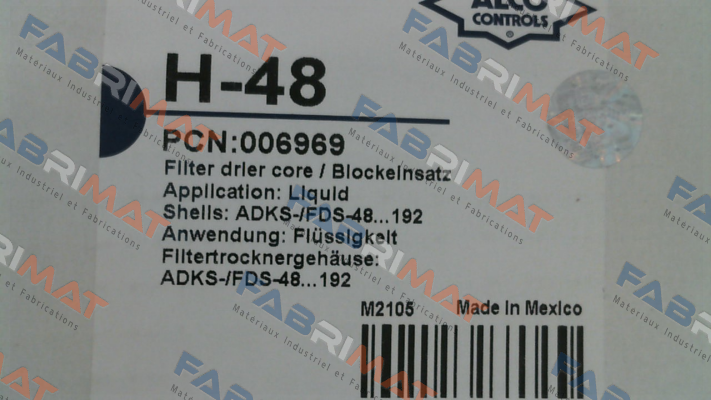 ALCO
CONTROLS
®
H-48
PCN:006969
Filter drier core / Blockeinsatz
Application: Liquid
Shells: ADKS-/FDS-48...192
Anwendung: Flüssigkeit
Filtertrocknergehäuse:
ADKS-/FDS-48...192
M2105 Made in Mexico
FABRIMAT
Materiaux Industriel et Fabrications